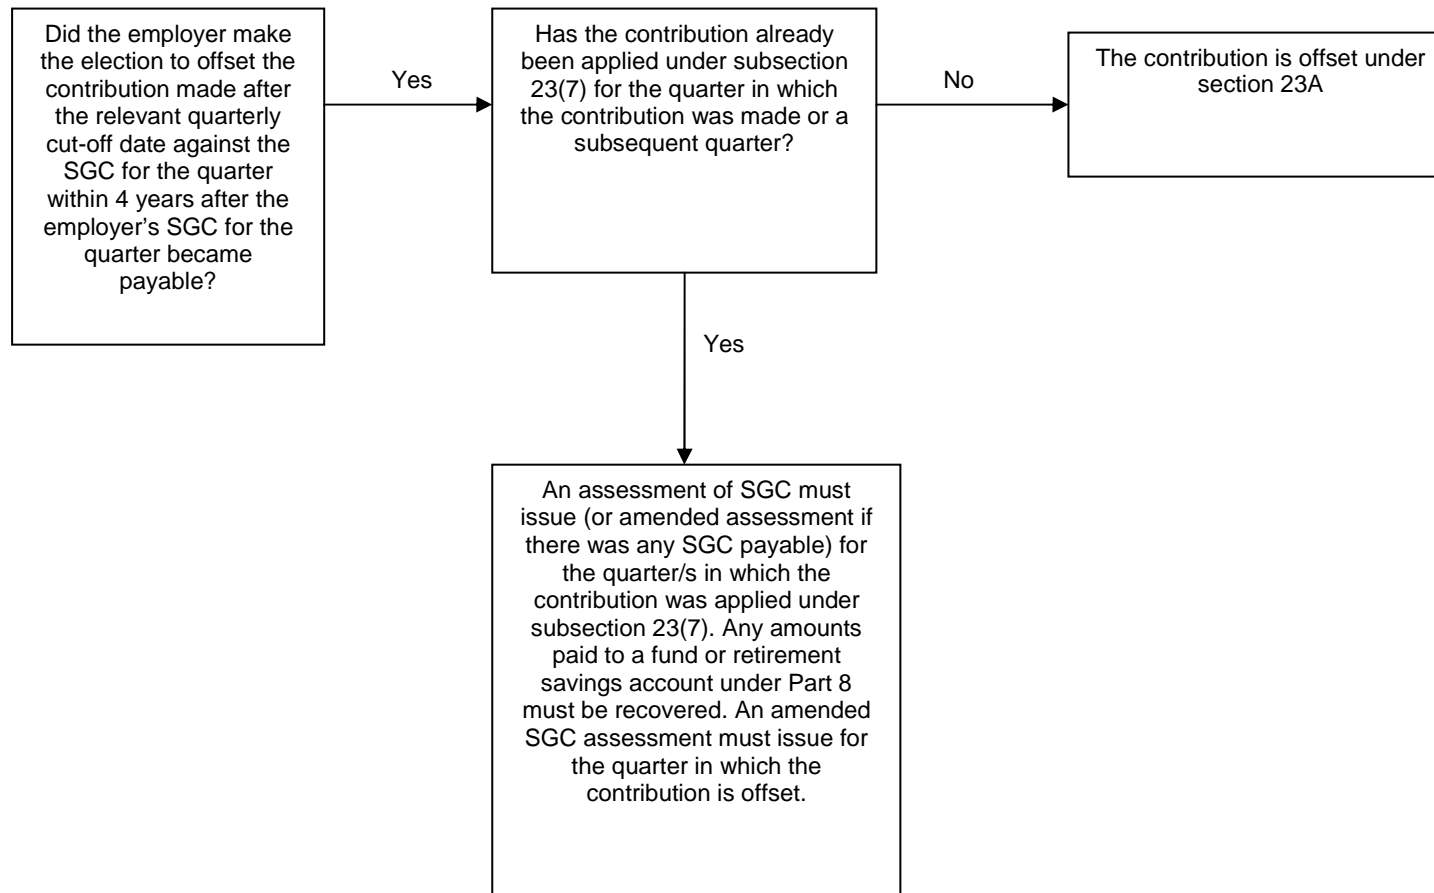 Did the employer make
the election to offset the
contribution made after
the relevant quarterly
cut-off date against the
SGC for the quarter
within 4 years after the
employer’s SGC for the
quarter became
payable?
Yes
Has the contribution already
been applied under subsection
23(7) for the quarter in which
the contribution was made or a
subsequent quarter?
No
The contribution is offset under
section 23A
Yes
An assessment of SGC must
issue (or amended assessment if
there was any SGC payable) for
the quarter/s in which the
contribution was applied under
subsection 23(7). Any amounts
paid to a fund or retirement
savings account under Part 8
must be recovered. An amended
SGC assessment must issue for
the quarter in which the
contribution is offset.